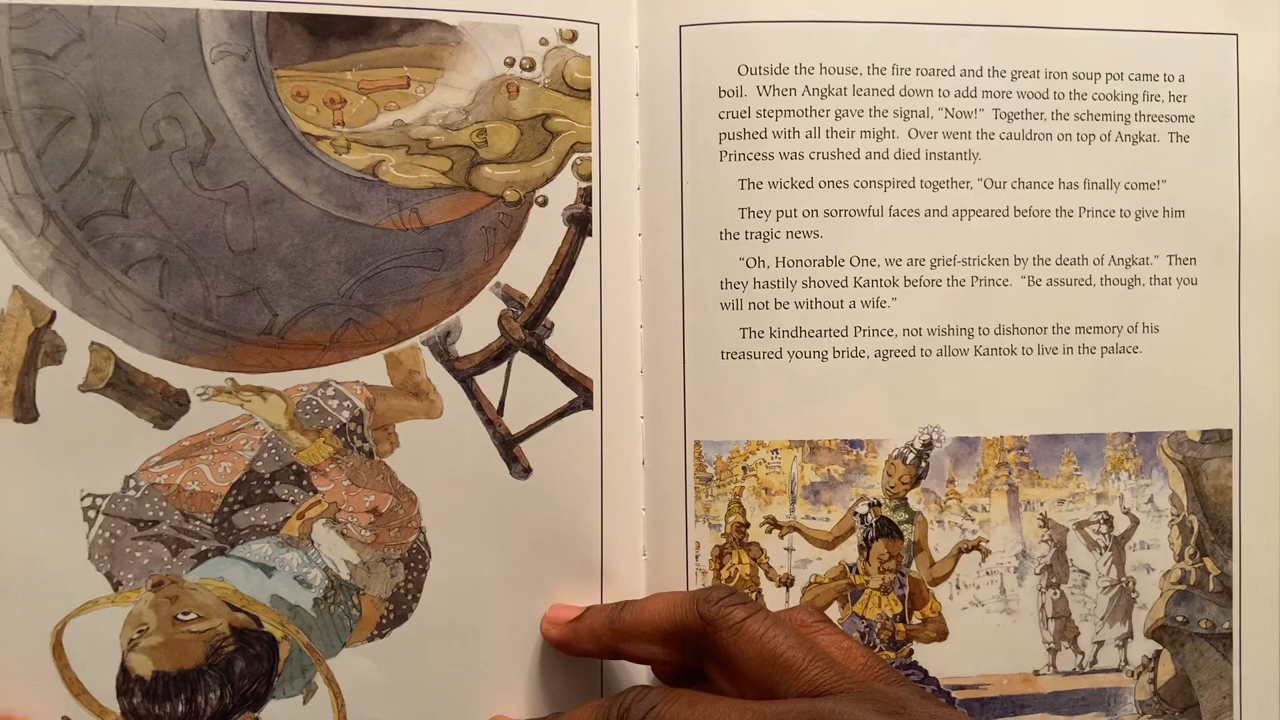 Outside the house, the fire roared and the great iron soup pot came to a
boil. When Angkat leaned down to add more wood to the cooking fire, her
cruel stepmother gave the signal, “Now!” Together, the scheming threesome
pushed with all their might. Over went the cauldron on top of Angkat. The
Princess was crushed and died instantly.
The wicked ones conspired together, “Our chance has finally come!”
They put on sorrowful faces and appeared before the Prince to give him
the tragic news.
“Oh, Honorable One, we are grief-stricken by the death of Angkat.” Then
they hastily shoved Kantok before the Prince. “Be assured, though, that you
will not be without a wife.”
The kindhearted Prince, not wishing to dishonor the memory of his
treasured young bride, agreed to allow Kantok to live in the palace.